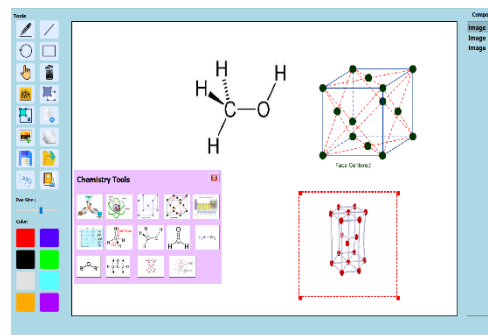 Tools
Compo
Image
Image
Image
H
H
H
C
O
H
Face Centered
Chemistry Tools
Pen Size :
Color: